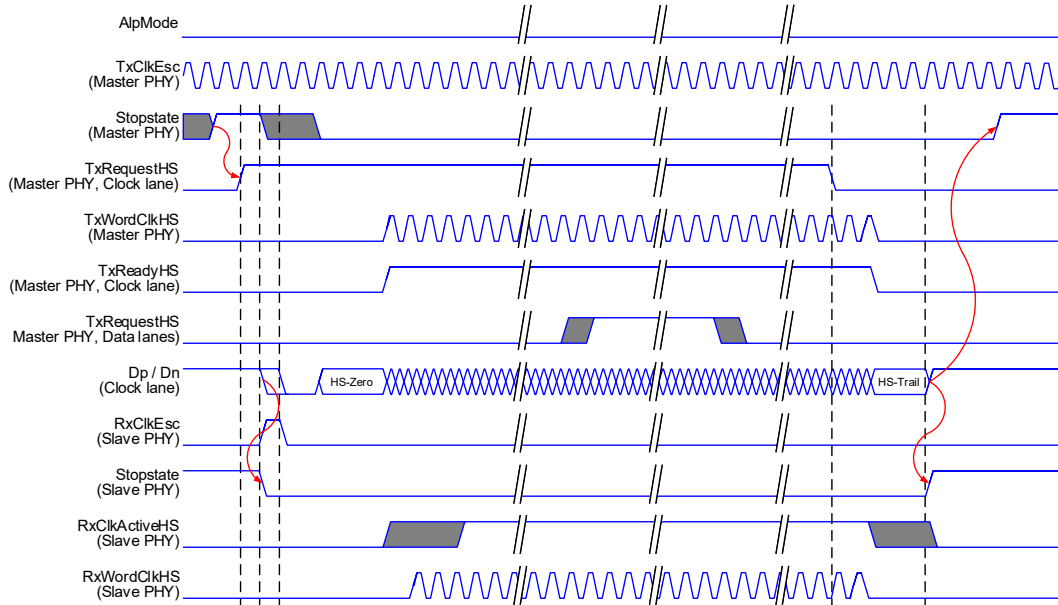 AlpMode
TxClkEsc
(Master PHY)
Stopstate
(Master PHY)
TxRequestHS
(Master PHY, Clock lane)
TxWordClkHS
(Master PHY)
TxReadyHS
(Master PHY, Clock lane)
TxRequestHS
Master PHY, Data lanes)
Dp / Dn
(Clock lane)
HS-Zero
HS-Trail
RxClkEsc
(Slave PHY)
Stopstate
(Slave PHY)
RxClkActiveHS
(Slave PHY)
RxWordClkHS
(Slave PHY)